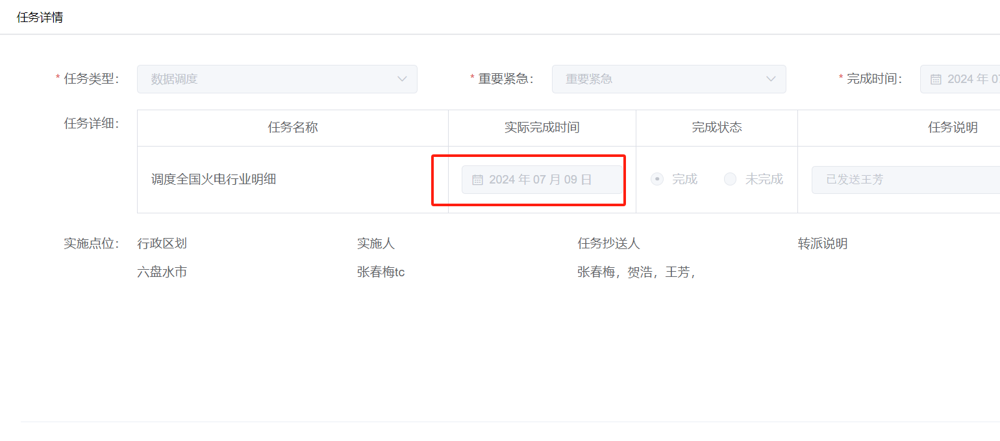 任务详情
* 任务类型: 数据调度 * 重要紧急: 重要紧急 * 完成时间: 2024 年 07
任务详细: 任务名称 实际完成时间 完成状态 任务说明
调度全国火电行业明细 2024 年 07 月 09 日 完成 未完成 已发送王芳
实施点位: 行政区划 实施人 任务抄送人 转派说明
六盘水市 张春梅tc 张春梅，贺浩，王芳，